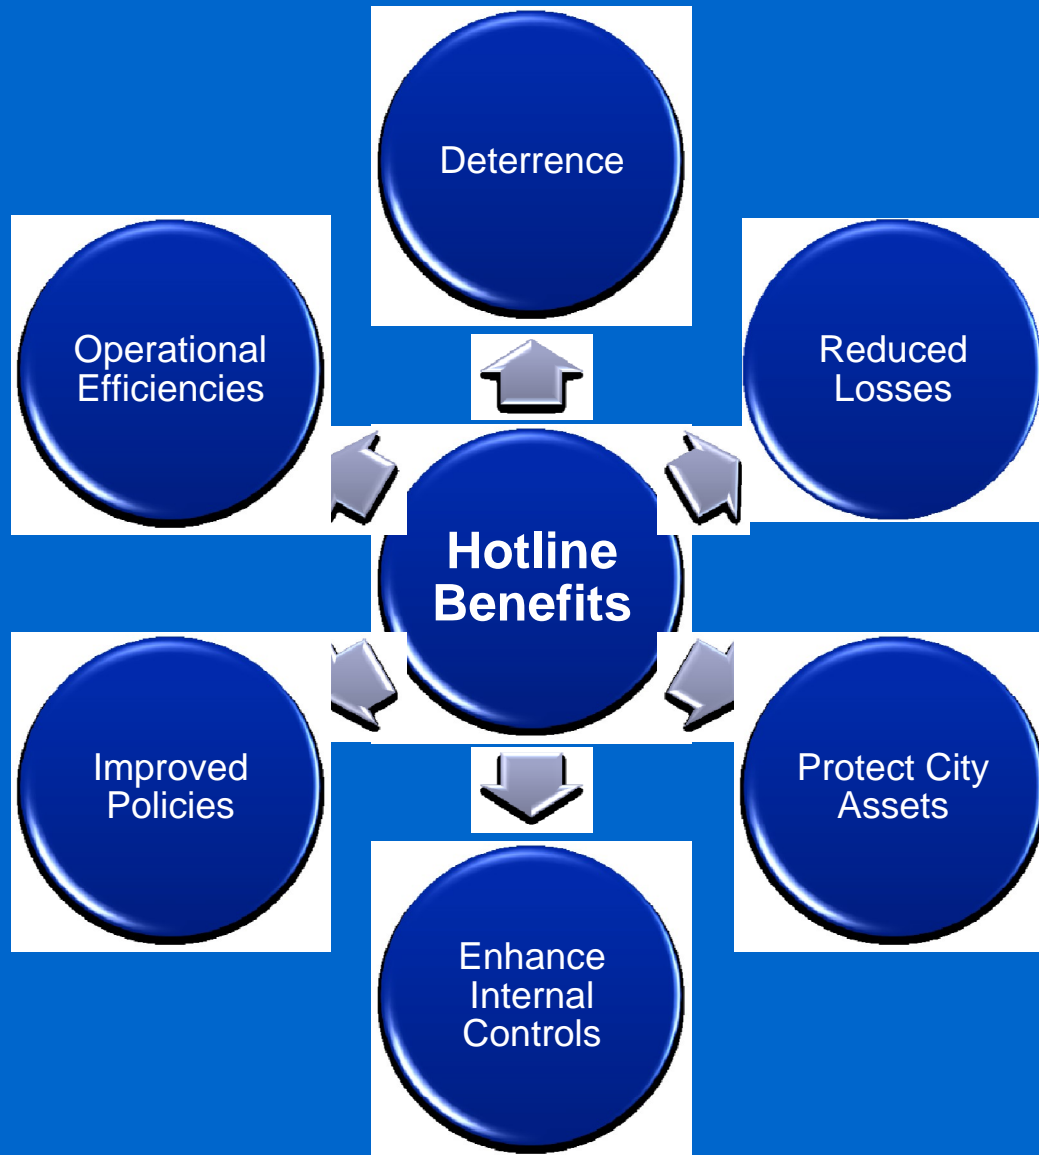 Deterrence
Operational
Efficiencies
Reduced
Losses
Hotline
Benefits
Improved
Policies
Protect City
Assets
Enhance
Internal
Controls